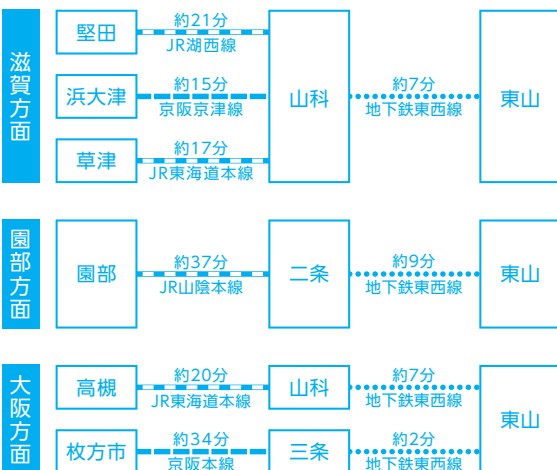 滋賀方面
堅田
約21分
JR湖西線
浜大津
約15分
京阪京津線
草津
約17分
JR東海道本線
山科
約7分
地下鉄東西線
東山
園部方面
園部
約37分
JR山陰本線
二条
約9分
地下鉄東西線
東山
大阪方面
高槻
約20分
JR東海道本線
山科
約7分
地下鉄東西線
枚方市
約34分
京阪本線
三条
約2分
地下鉄東西線
東山